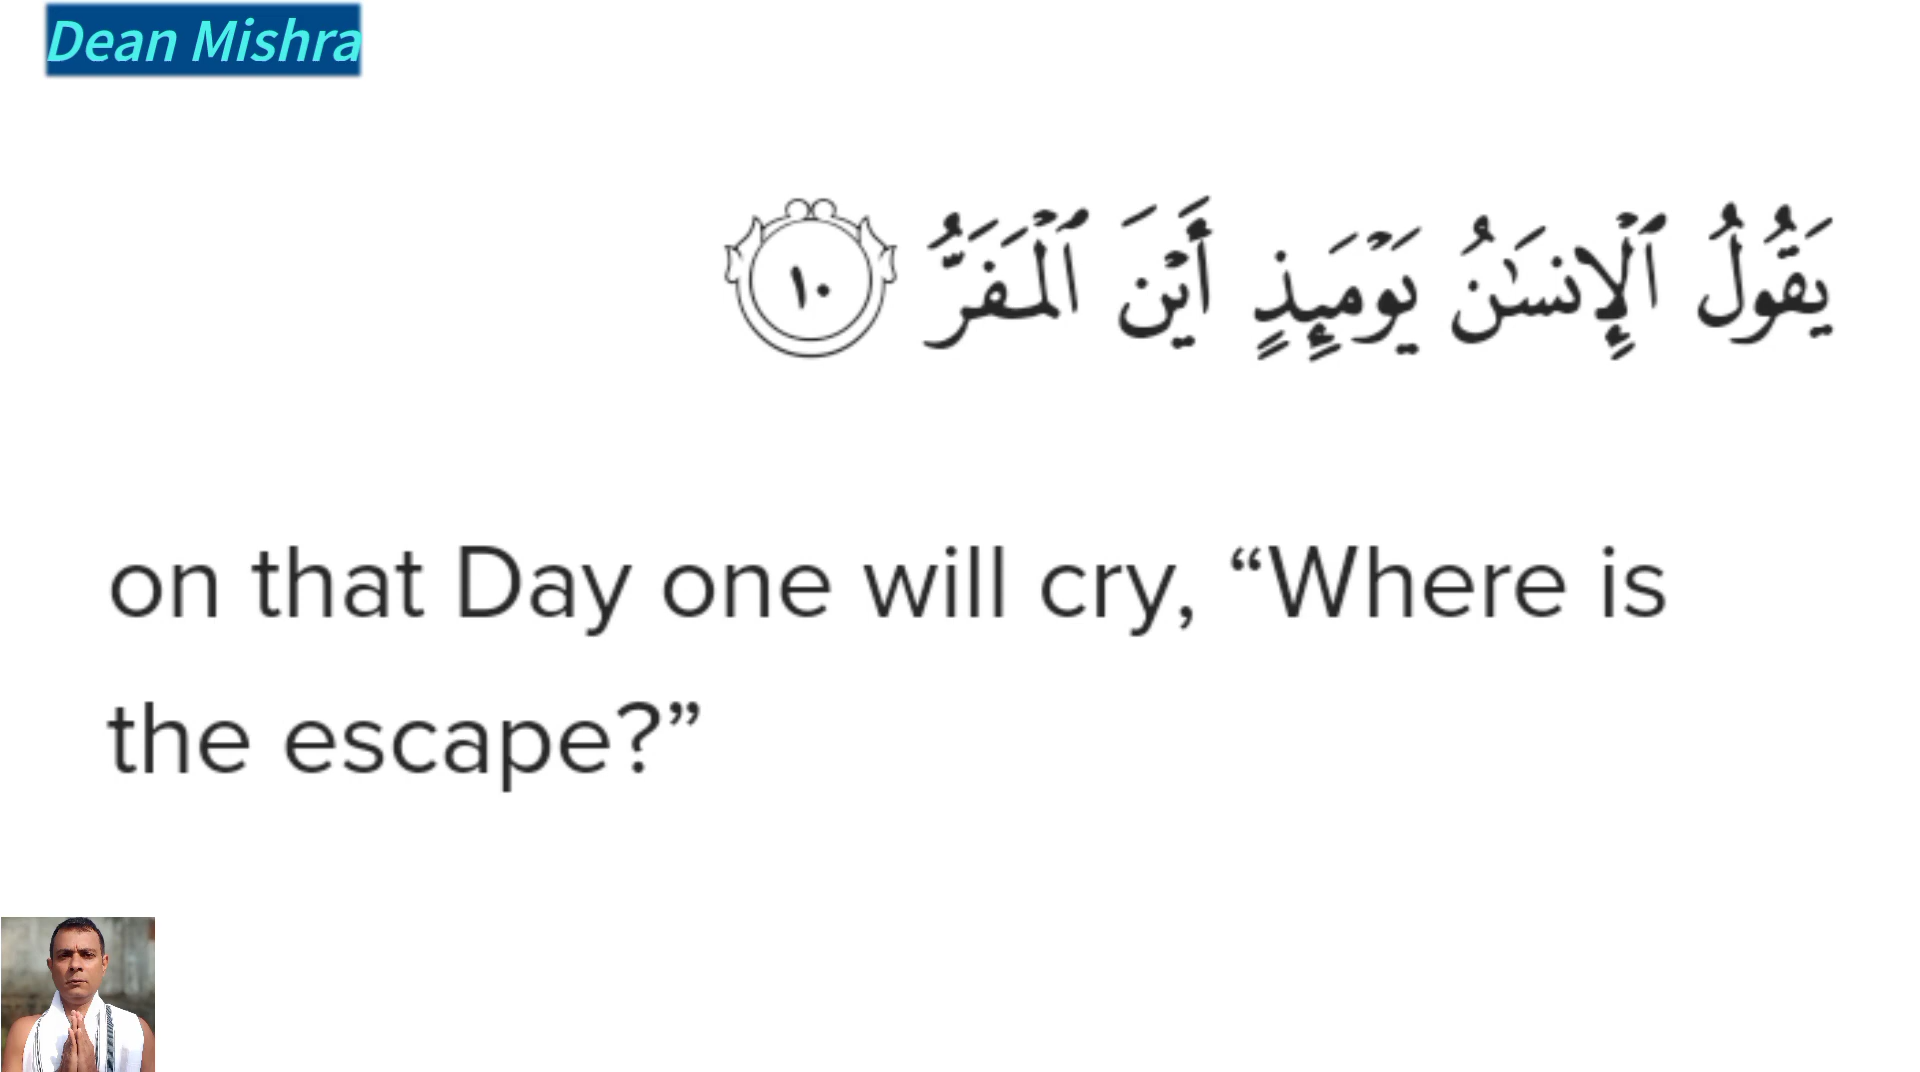 Dean Mishra
يَقُولُ ٱلْإِنسَـٰنُ يَوْمَئِذٍ أَيْنَ ٱلْمَفَرُّ ١٠
on that Day one will cry, “Where is
the escape?”